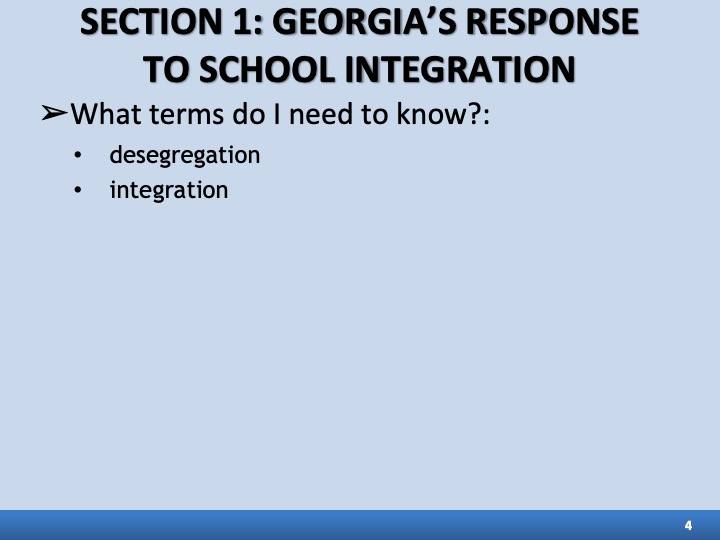 SECTION 1: GEORGIA’S RESPONSE
TO SCHOOL INTEGRATION
➢What terms do I need to know?:
• desegregation
• integration
4